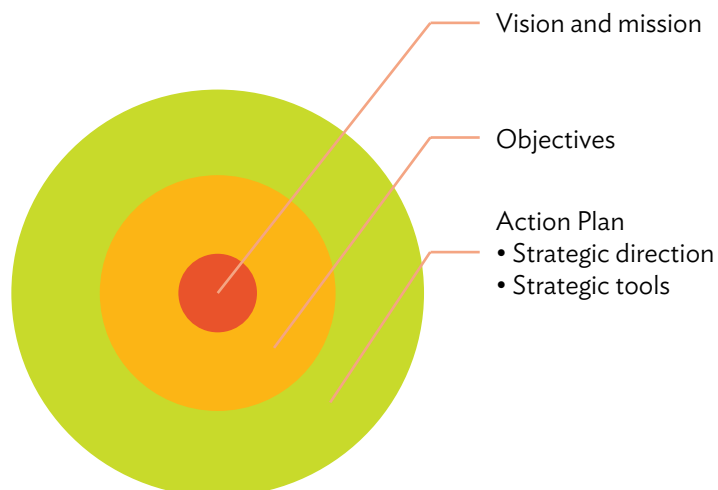 Vision and mission
Objectives
Action Plan
• Strategic direction
• Strategic tools